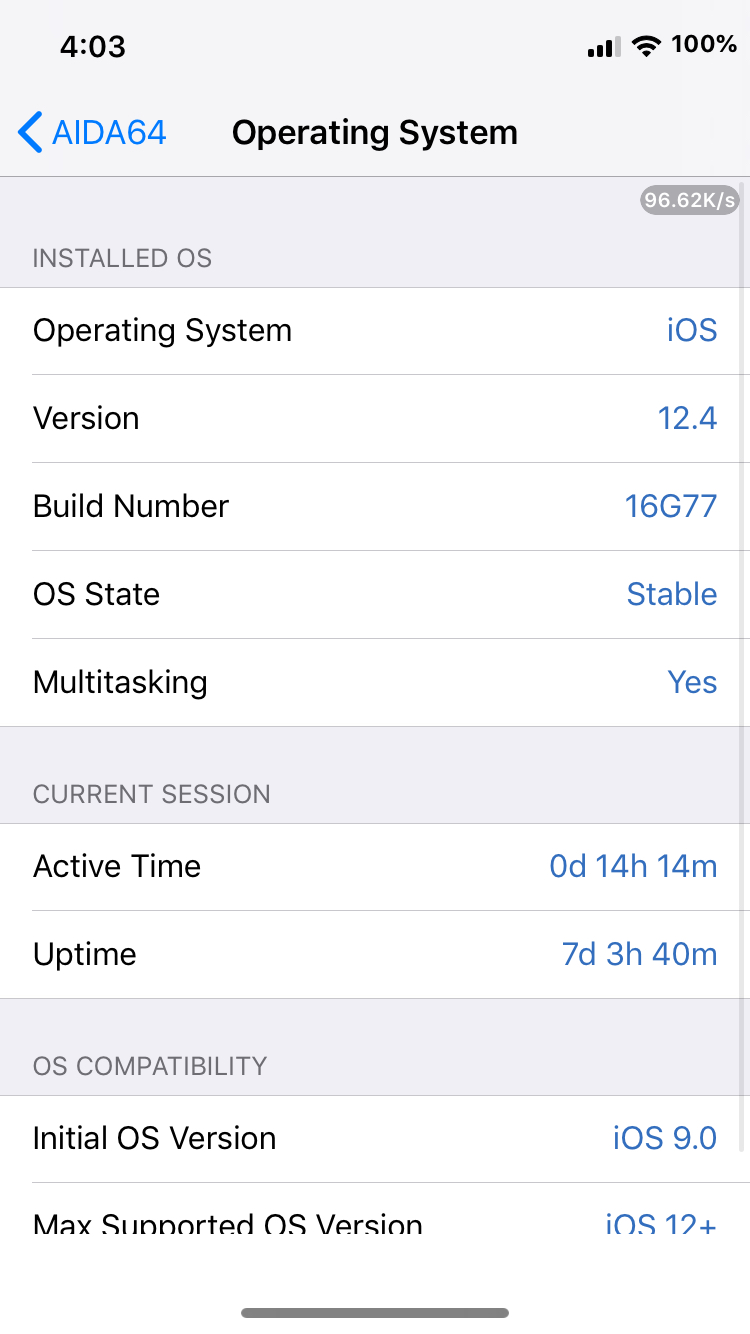 4:03 100%
AIDA64 Operating System
96.62K/s
INSTALLED OS
Operating System iOS
Version 12.4
Build Number 16G77
OS State Stable
Multitasking Yes
CURRENT SESSION
Active Time 0d 14h 14m
Uptime 7d 3h 40m
OS COMPATIBILITY
Initial OS Version iOS 9.0
Max Supported OS Version iOS 12+